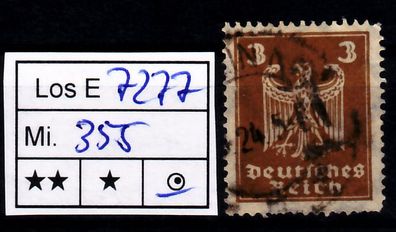 Los E 7277
Mi. 355
★★ ★ ⊙
3 3
Deutsches
Reich